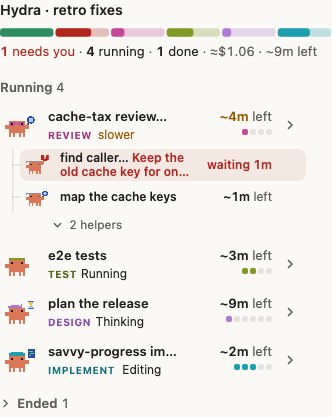 Hydra · retro fixes
1 needs you · 4 running · 1 done · ≈$1.06 · ~9m left
Running 4
cache-tax review...
~4m left
REVIEW slower
find caller... Keep the
old cache key for on...
waiting 1m
map the cache keys
~1m left
2 helpers
e2e tests
~3m left
TEST Running
plan the release
~9m left
DESIGN Thinking
savvy-progress im...
~2m left
IMPLEMENT Editing
Ended 1